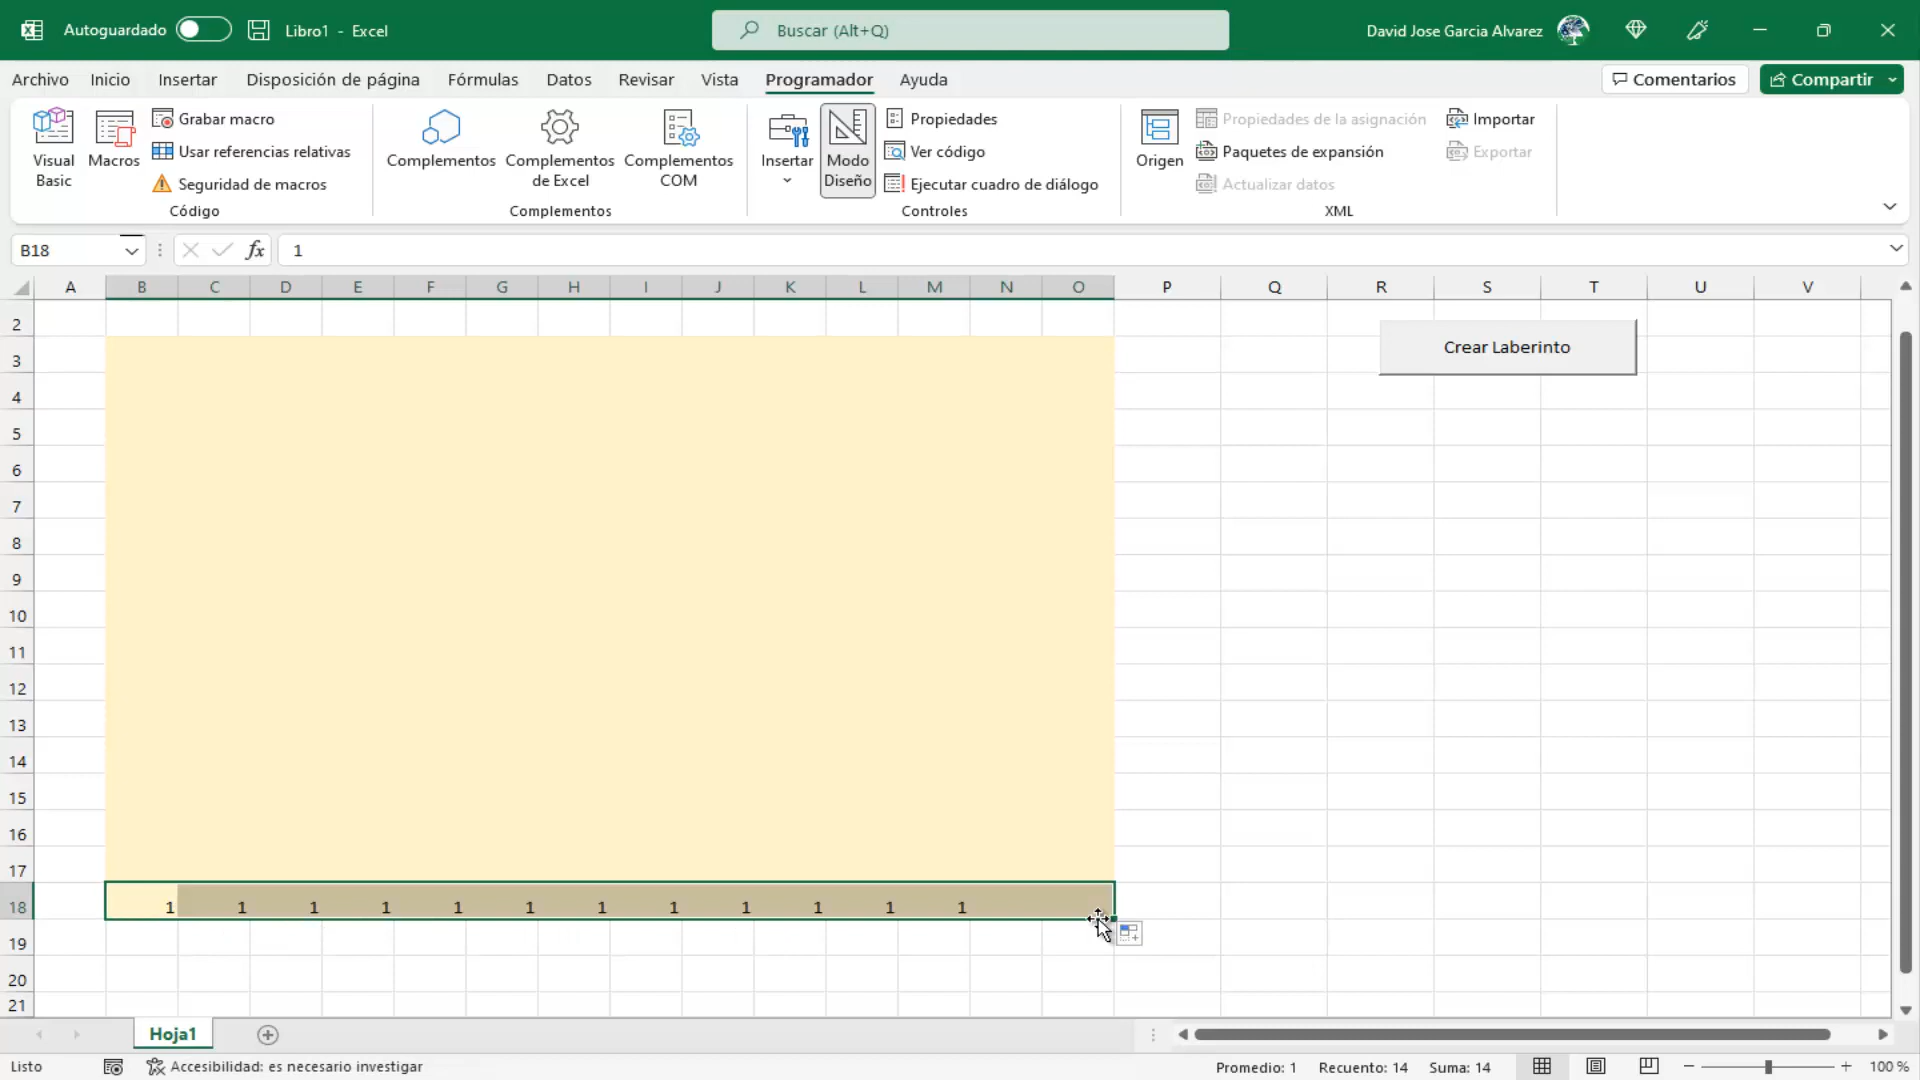 Autoguardado Libro1 - Excel Buscar (Alt+Q) David Jose Garcia Alvarez
Archivo Inicio Insertar Disposición de página Fórmulas Datos Revisar Vista Programador Ayuda Comentarios Compartir
Visual Basic
Macros
Grabar macro
Usar referencias relativas
Seguridad de macros
Código
Complementos
Complementos de Excel
Complementos COM
Complementos
Insertar
Modo Diseño
Propiedades
Ver código
Ejecutar cuadro de diálogo
Controles
Origen
Propiedades de la asignación
Paquetes de expansión
Actualizar datos
Importar
Exportar
XML
B18 fx 1
A B C D E F G H I J K L M N O P Q R S T U V
2
Crear Laberinto
3
4
5
6
7
8
9
10
11
12
13
14
15
16
17
18 1 1 1 1 1 1 1 1 1 1 1 1
19
20
21
Hoja1
Listo Accesibilidad: es necesario investigar Promedio: 1 Recuento: 14 Suma: 14 100 %